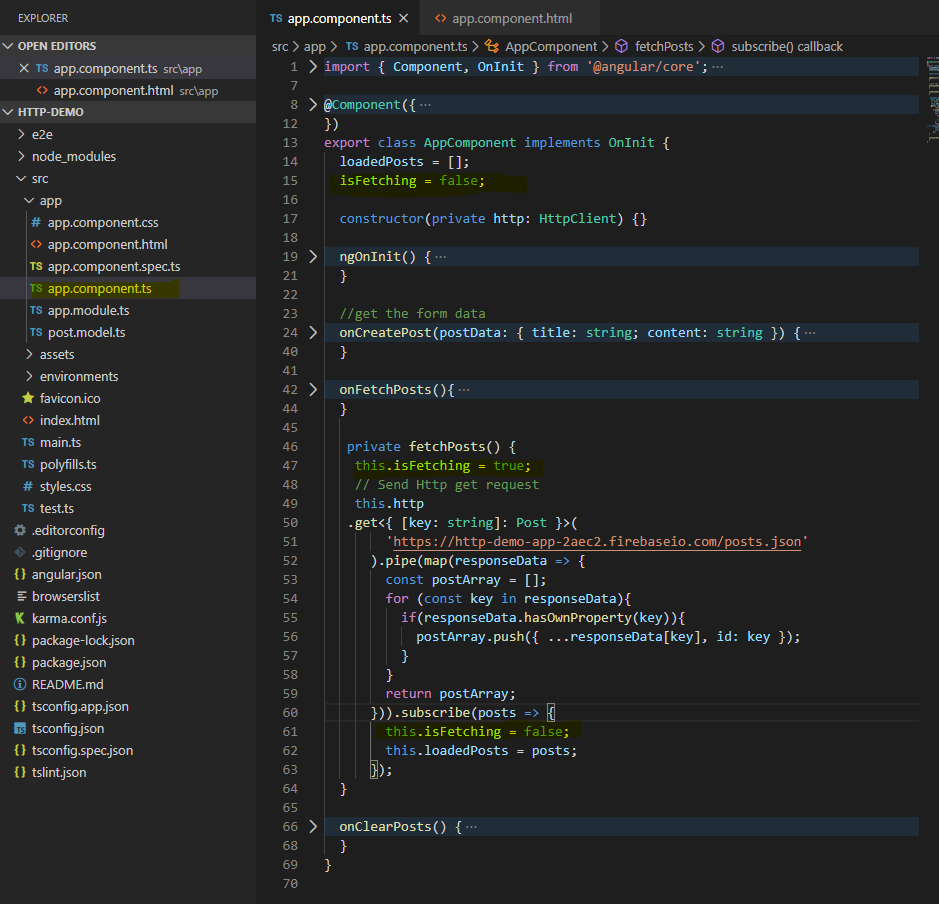 EXPLORER
OPEN EDITORS
TS app.component.ts src\app
<> app.component.html src\app
HTTP-DEMO
e2e
node_modules
src
app
# app.component.css
<> app.component.html
TS app.component.spec.ts
TS app.component.ts
TS app.module.ts
TS post.model.ts
assets
environments
favicon.ico
<> index.html
TS main.ts
TS polyfills.ts
# styles.css
TS test.ts
.editorconfig
.gitignore
{} angular.json
browserslist
karma.conf.js
{} package-lock.json
{} package.json
README.md
{} tsconfig.app.json
TS tsconfig.json
{} tsconfig.spec.json
{} tslint.json
TS app.component.ts × <> app.component.html
src > app > TS app.component.ts > AppComponent > fetchPosts > subscribe() callback
1 import { Component, OnInit } from '@angular/core';···
7
8 @Component({···
12 })
13 export class AppComponent implements OnInit {
14 loadedPosts = [];
15 isFetching = false;
16
17 constructor(private http: HttpClient) {}
18
19 ngOnInit() {···
21 }
22
23 //get the form data
24 onCreatePost(postData: { title: string; content: string }) {···
40 }
41
42 onFetchPosts(){···
44 }
45
46 private fetchPosts() {
47 this.isFetching = true;
48 // Send Http get request
49 this.http
50 .get<{ [key: string]: Post }>(
51 'https://http-demo-app-2aec2.firebaseio.com/posts.json'
52 ).pipe(map(responseData => {
53 const postArray = [];
54 for (const key in responseData){
55 if(responseData.hasOwnProperty(key)){
56 postArray.push({ ...responseData[key], id: key });
57 }
58 }
59 return postArray;
60 })).subscribe(posts => {
61 this.isFetching = false;
62 this.loadedPosts = posts;
63 });
64 }
65
66 onClearPosts() {···
68 }
69 }
70